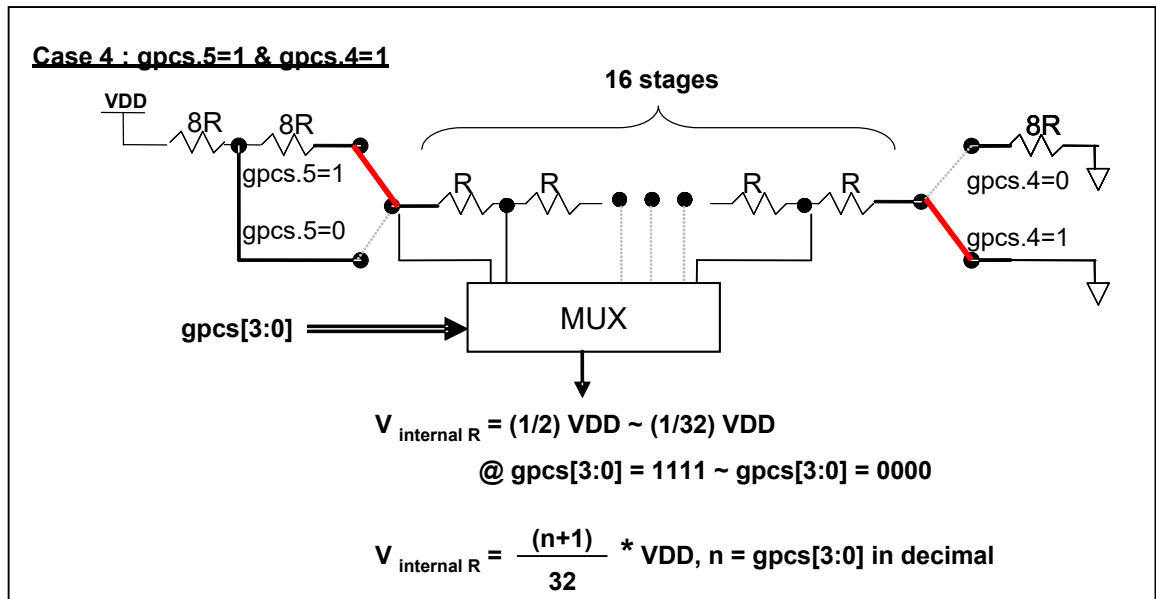 Case 4 : gpcs.5=1 & gpcs.4=1
16 stages
VDD
8R
8R
8R
gpcs.5=1
R
R
R
R
gpcs.4=0
gpcs.5=0
gpcs.4=1
MUX
gpcs[3:0]
V internal R = (1/2) VDD ~ (1/32) VDD
@ gpcs[3:0] = 1111 ~ gpcs[3:0] = 0000
(n+1)
V internal R = * VDD, n = gpcs[3:0] in decimal
32